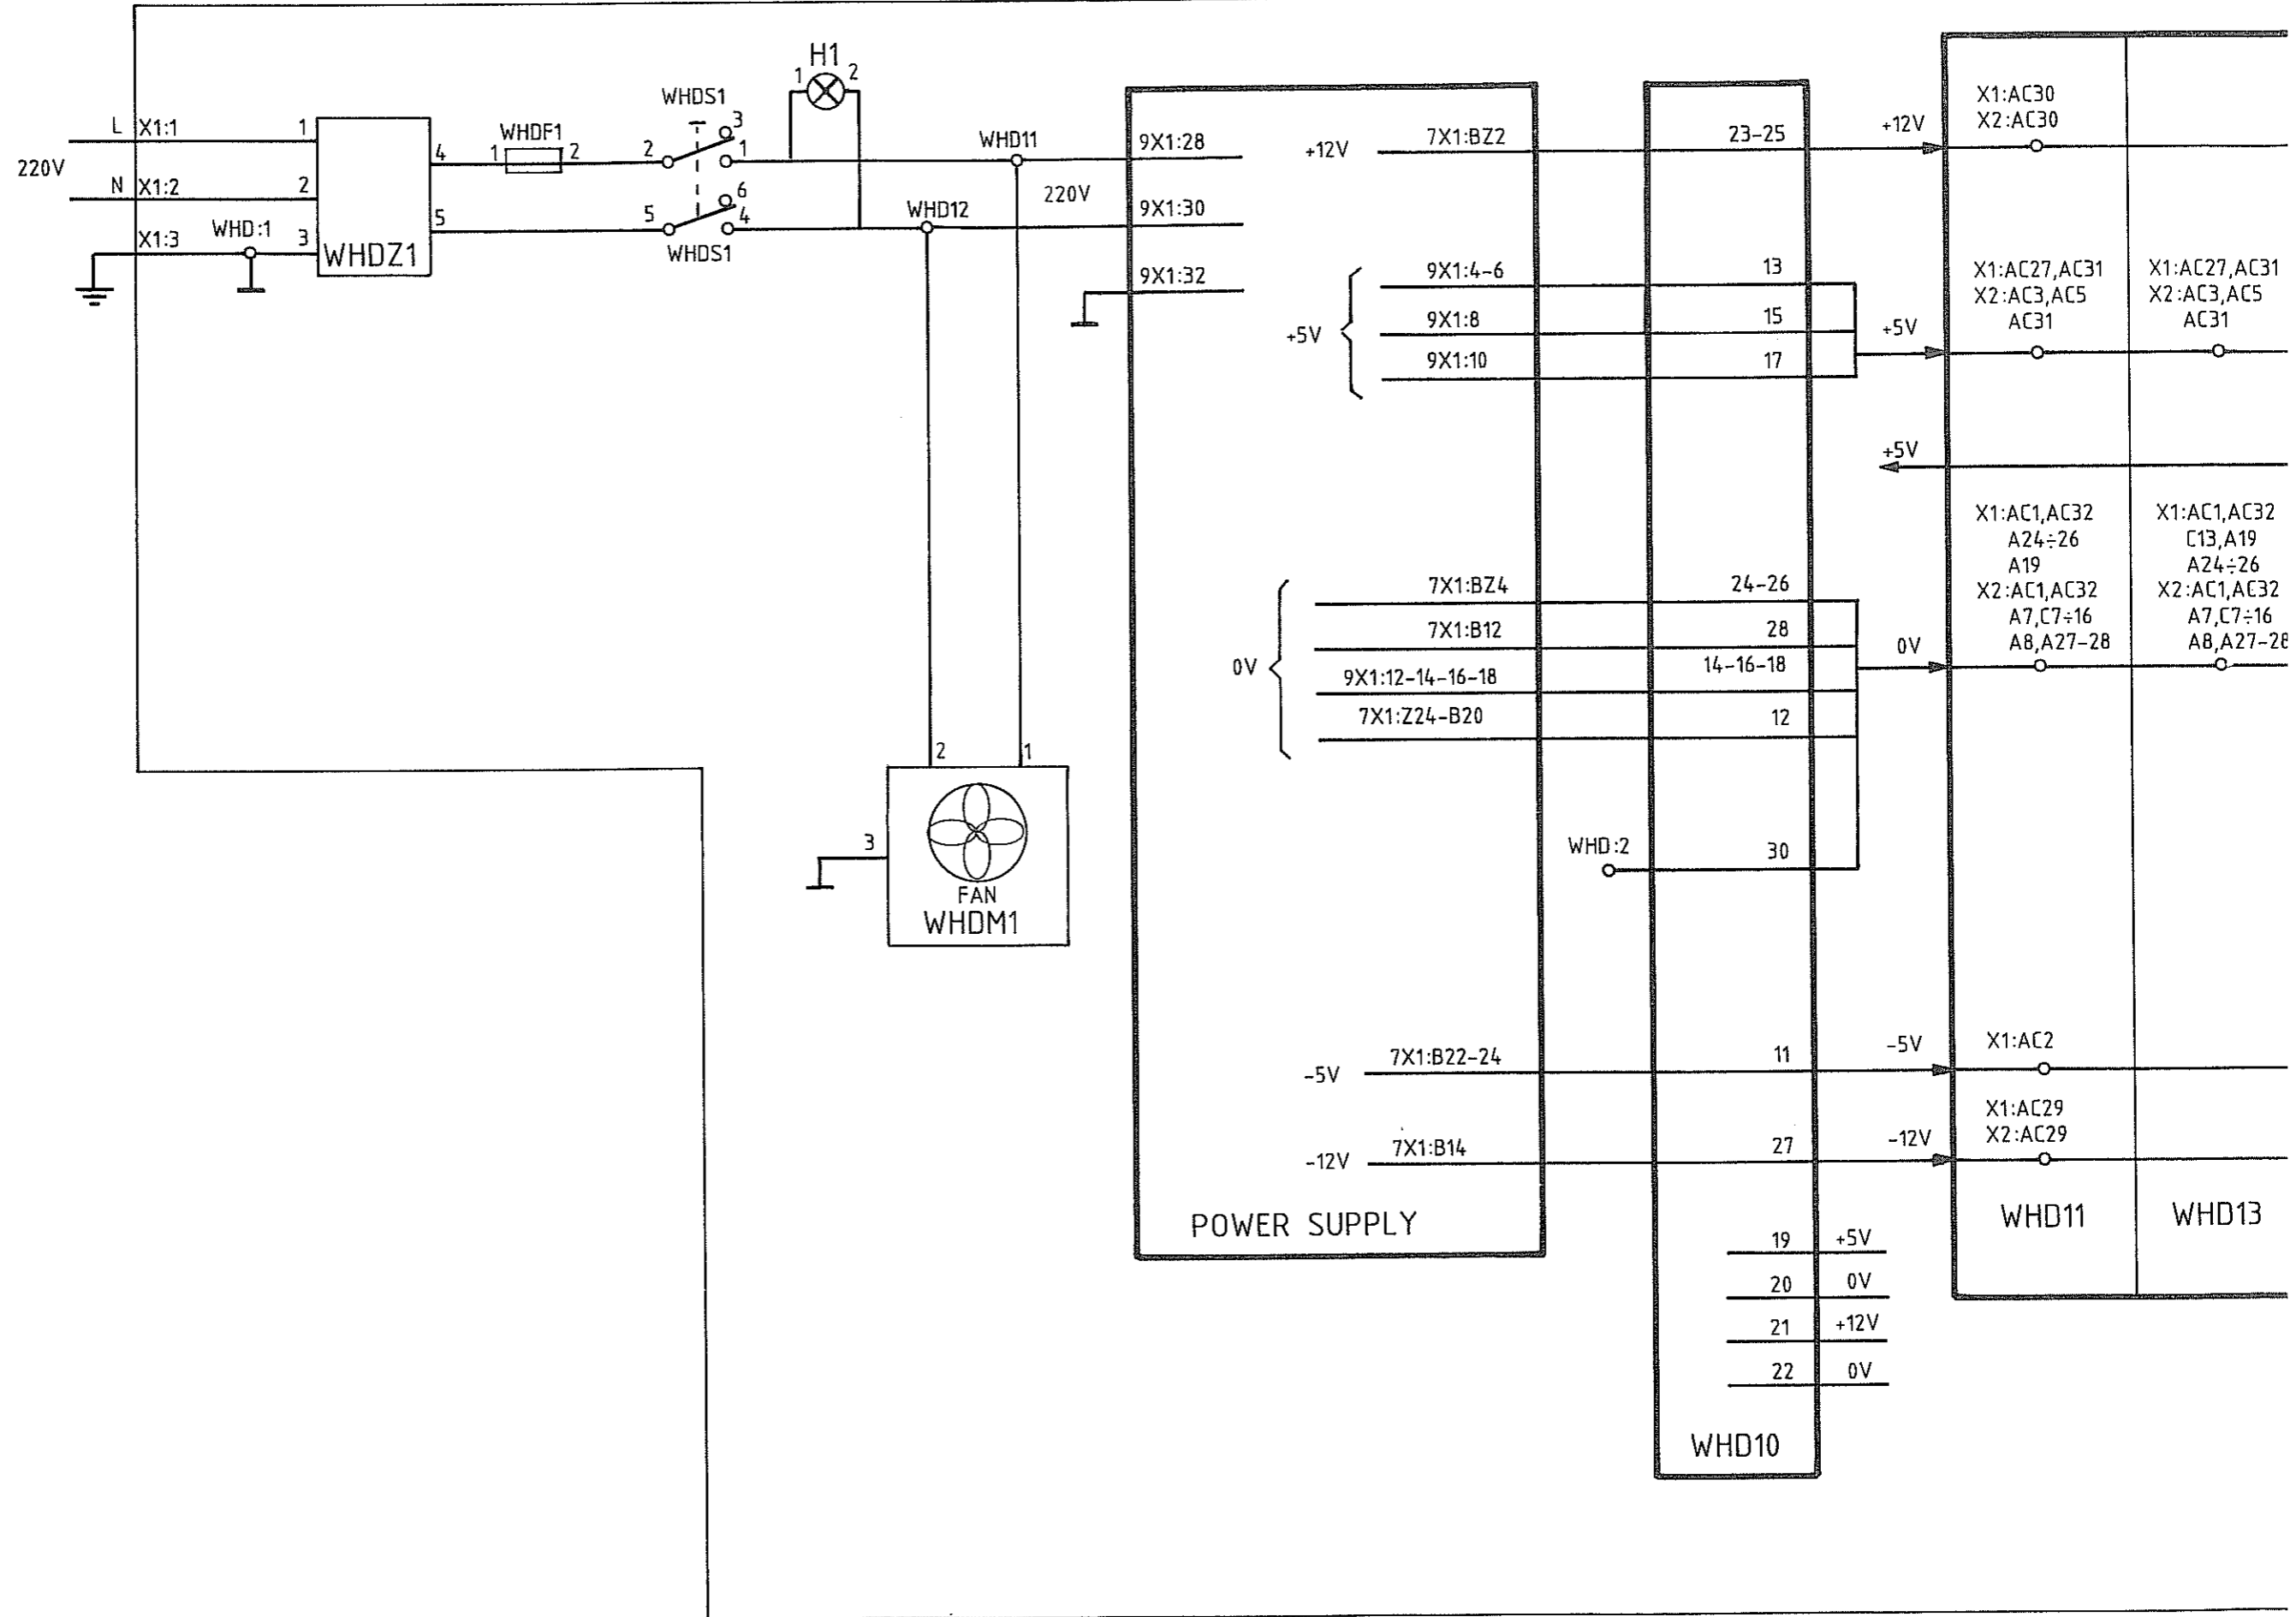 H1
1 2
WHDS1
3
L X1:1 1
WHDF1
4 1 2 2 1
WHD11
220V
N X1:2 2
6
5 5 4
WHD12
220V
X1:3 WHD:1 3
WHDZ1
WHDS1
9X1:28
9X1:30
9X1:32
+12V 7X1:BZ2 23-25 +12V
X1:AC30
X2:AC30
9X1:4-6 13
9X1:8 15
9X1:10 17
+5V
+5V
X1:AC27,AC31
X2:AC3,AC5
AC31
X1:AC27,AC31
X2:AC3,AC5
AC31
+5V
X1:AC1,AC32
A24÷26
A19
X2:AC1,AC32
A7,C7÷16
A8,A27-28
X1:AC1,AC32
C13,A19
A24÷26
X2:AC1,AC32
A7,C7÷16
A8,A27-28
7X1:BZ4 24-26
7X1:B12 28
0V
9X1:12-14-16-18 14-16-18
0V
7X1:Z24-B20 12
2 1
3
FAN
WHDM1
WHD:2 30
-5V 7X1:B22-24 11 -5V X1:AC2
X1:AC29
X2:AC29
-12V 7X1:B14 27 -12V
POWER SUPPLY
WHD11 WHD13
19 +5V
20 0V
21 +12V
22 0V
WHD10